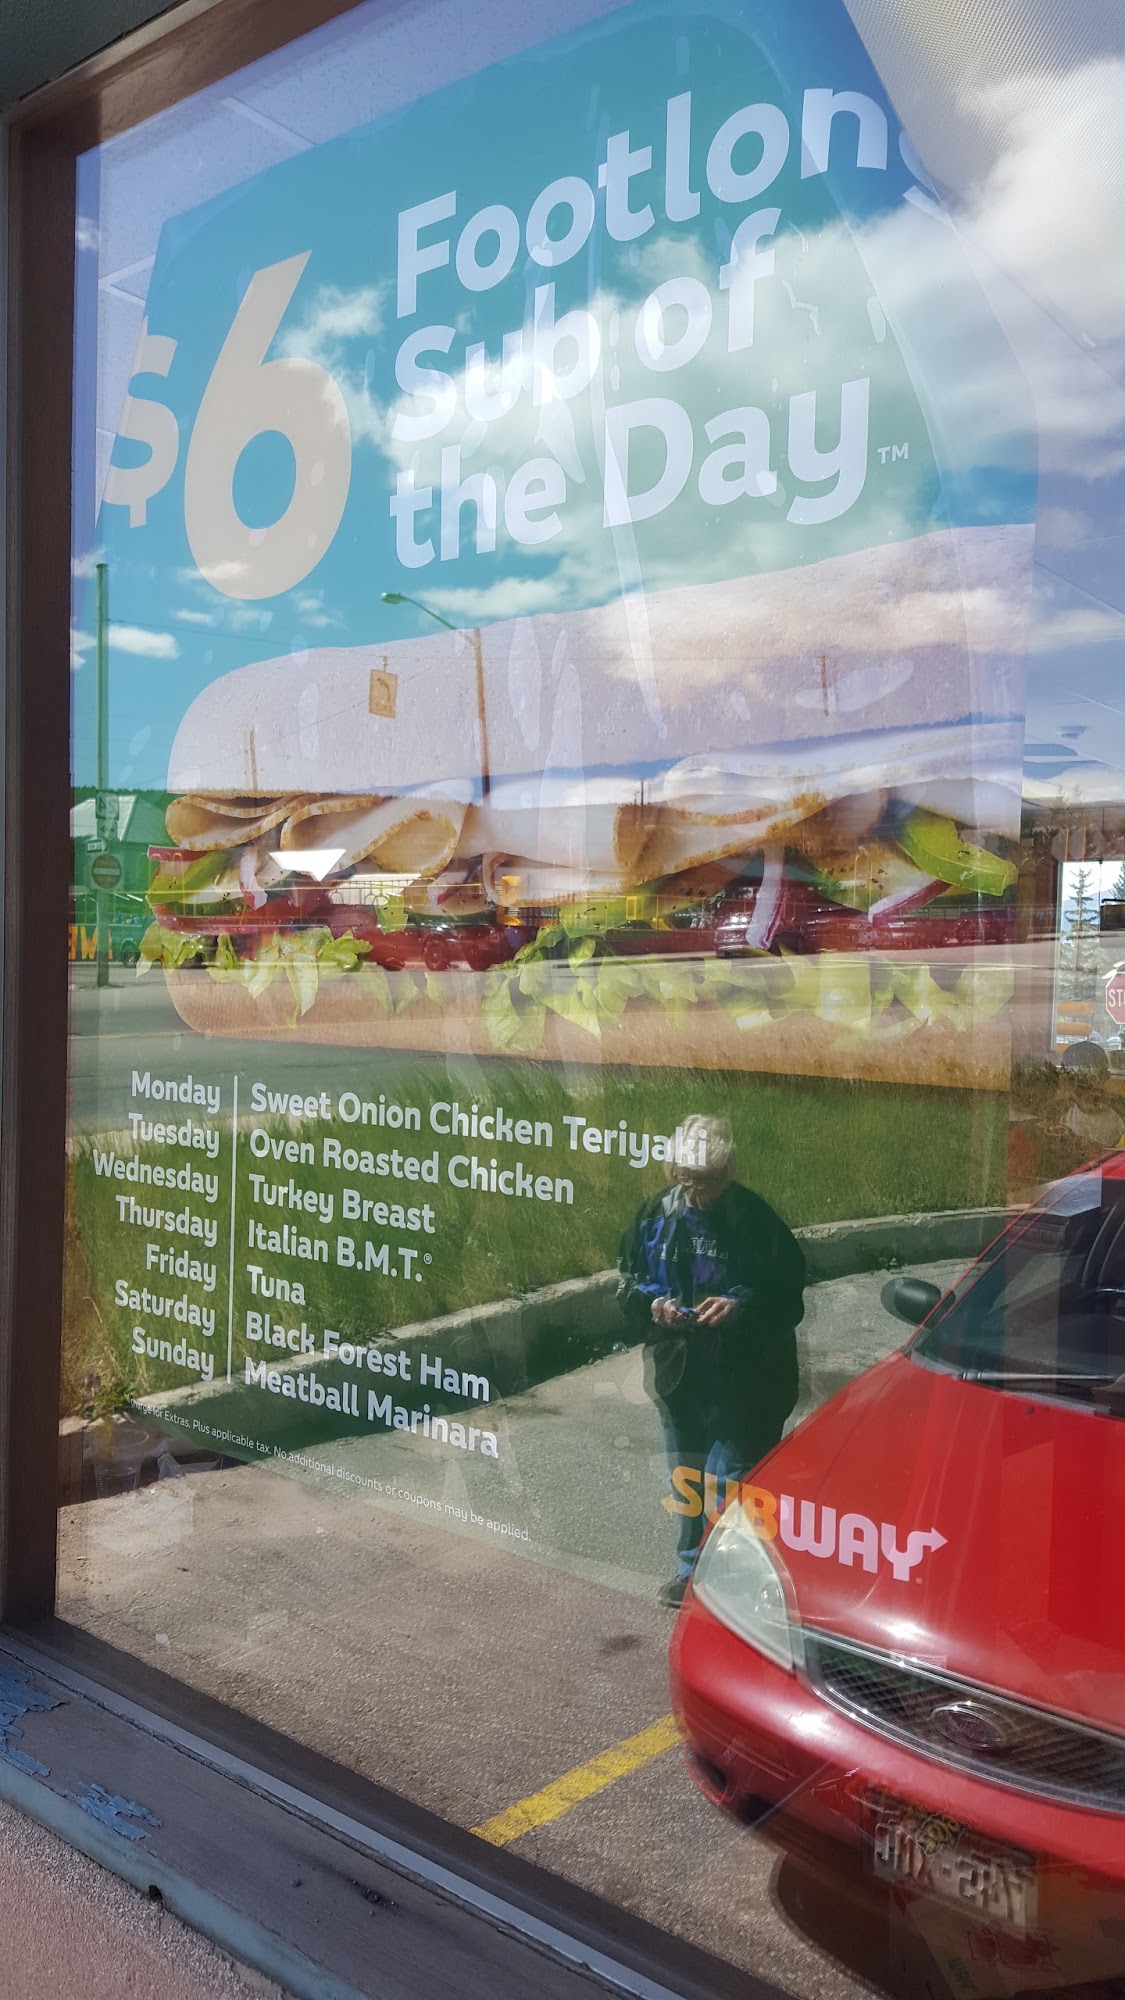 $6
Footlong
Sub of
the Day™
Monday Sweet Onion Chicken Teriyaki
Tuesday Oven Roasted Chicken
Wednesday Turkey Breast
Thursday Italian B.M.T.®
Friday Tuna
Saturday Black Forest Ham
Sunday Meatball Marinara
charge for Extras. Plus applicable tax. No additional discounts or coupons may be applied.
SUBWAY